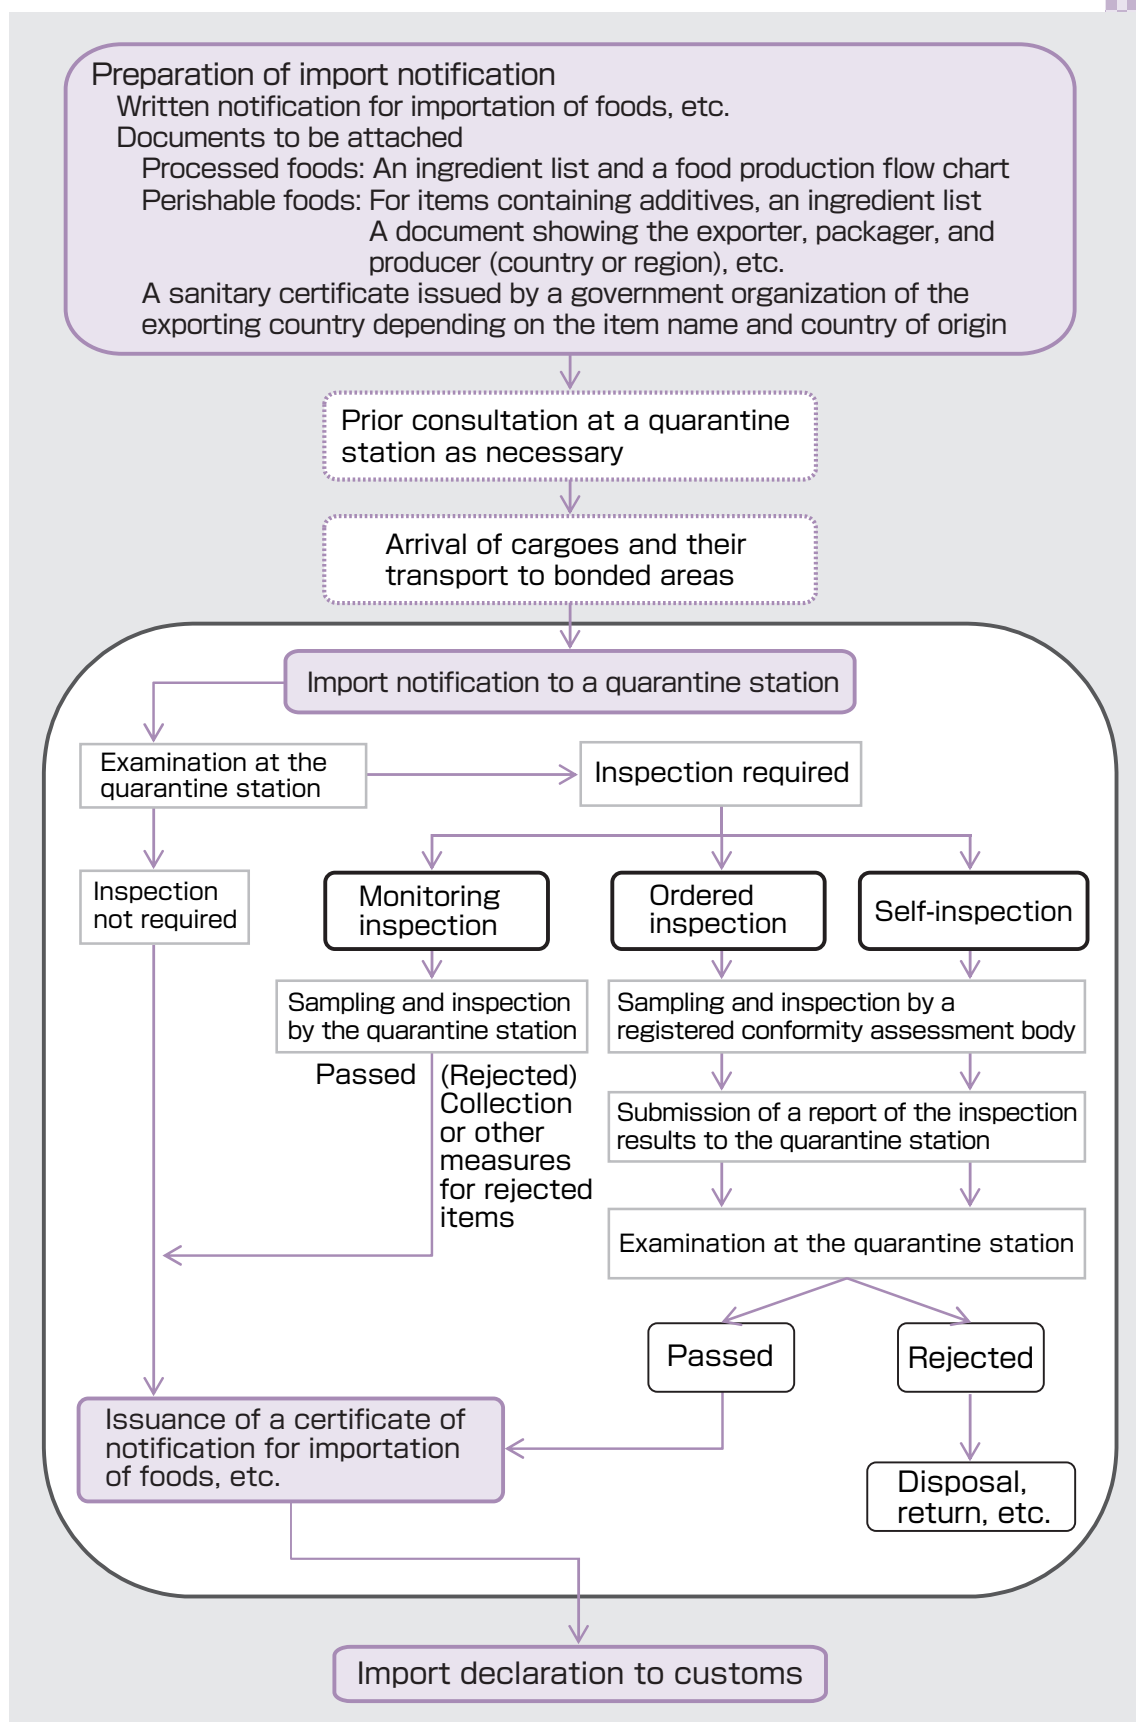 Preparation of import notification
Written notification for importation of foods, etc.
Documents to be attached
Processed foods: An ingredient list and a food production flow chart
Perishable foods: For items containing additives, an ingredient list
A document showing the exporter, packager, and
producer (country or region), etc.
A sanitary certificate issued by a government organization of the
exporting country depending on the item name and country of origin
Prior consultation at a quarantine
station as necessary
Arrival of cargoes and their
transport to bonded areas
Import notification to a quarantine station
Examination at the
quarantine station
Inspection required
Inspection
not required
Monitoring
inspection
Ordered
inspection
Self-inspection
Sampling and inspection
by the quarantine station
Sampling and inspection by a
registered conformity assessment body
Passed
(Rejected)
Collection
or other
measures
for rejected
items
Submission of a report of the inspection
results to the quarantine station
Examination at the quarantine station
Passed
Rejected
Issuance of a certificate of
notification for importation
of foods, etc.
Disposal,
return, etc.
Import declaration to customs